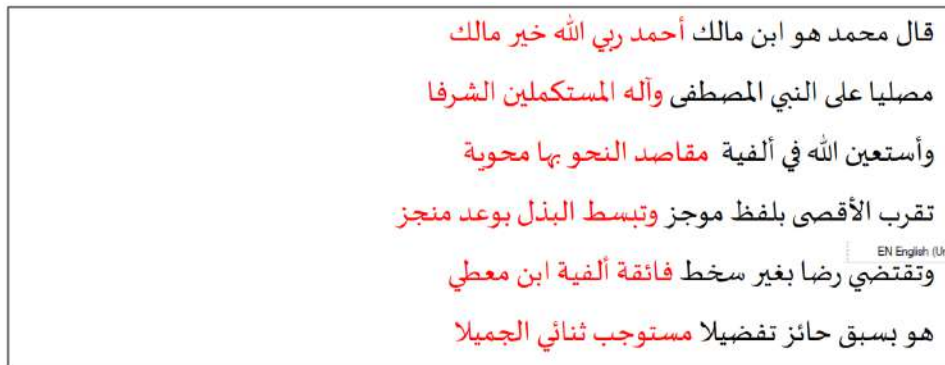 قال محمد هو ابن مالك أحمد ربي الله خير مالك
مصليا على النبي المصطفى وآله المستكملين الشرفا
وأستعين الله في ألفية مقاصد النحو بها محوية
تقرب الأقصى بلفظ موجز وتبسط البذل بوعد منجز
EN English (Un
وتقتضي رضا بغير سخط فائقة ألفية ابن معطي
هو بسبق حائز تفضيلا مستوجب ثنائي الجميلا